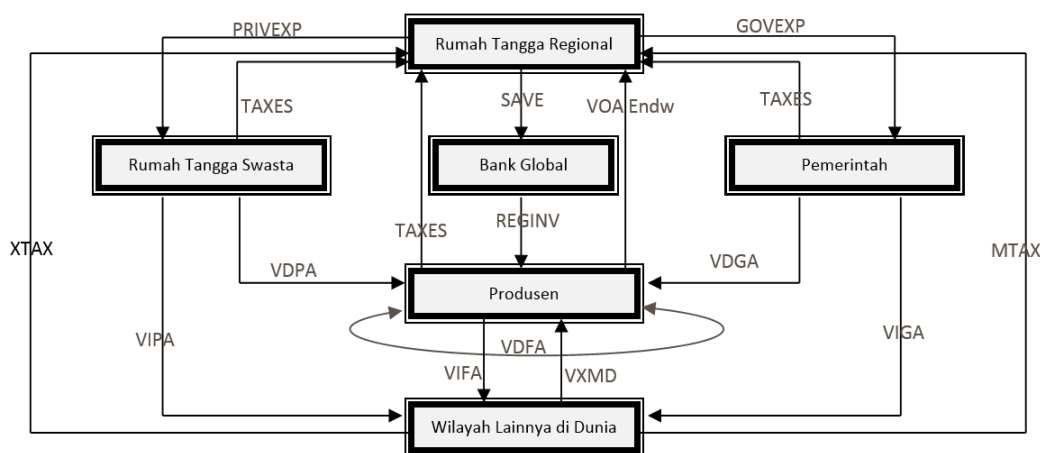 PRIVEXP
GOVEXP
Rumah Tangga Regional
TAXES
SAVE
VOA Endw
TAXES
Rumah Tangga Swasta
Bank Global
Pemerintah
XTAX
TAXES
REGINV
MTAX
VDPA
VDGA
Produsen
VIPA
VDFA
VIGA
VIFA
VXMD
Wilayah Lainnya di Dunia